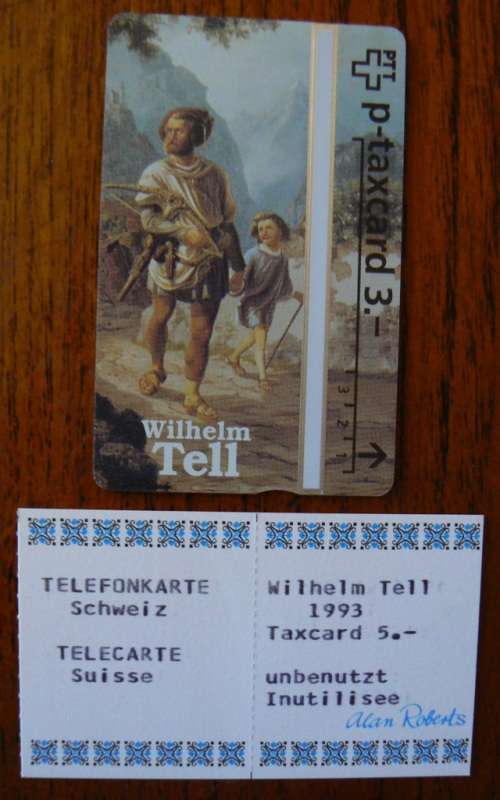 PTT
p-taxcard 3.-
3 2 1
Wilhelm
Tell
TELEFONKARTE
Schweiz
TELECARTE
Suisse
Wilhelm Tell
1993
Taxcard 5.-
unbenutzt
Inutilisee
Alan Roberts